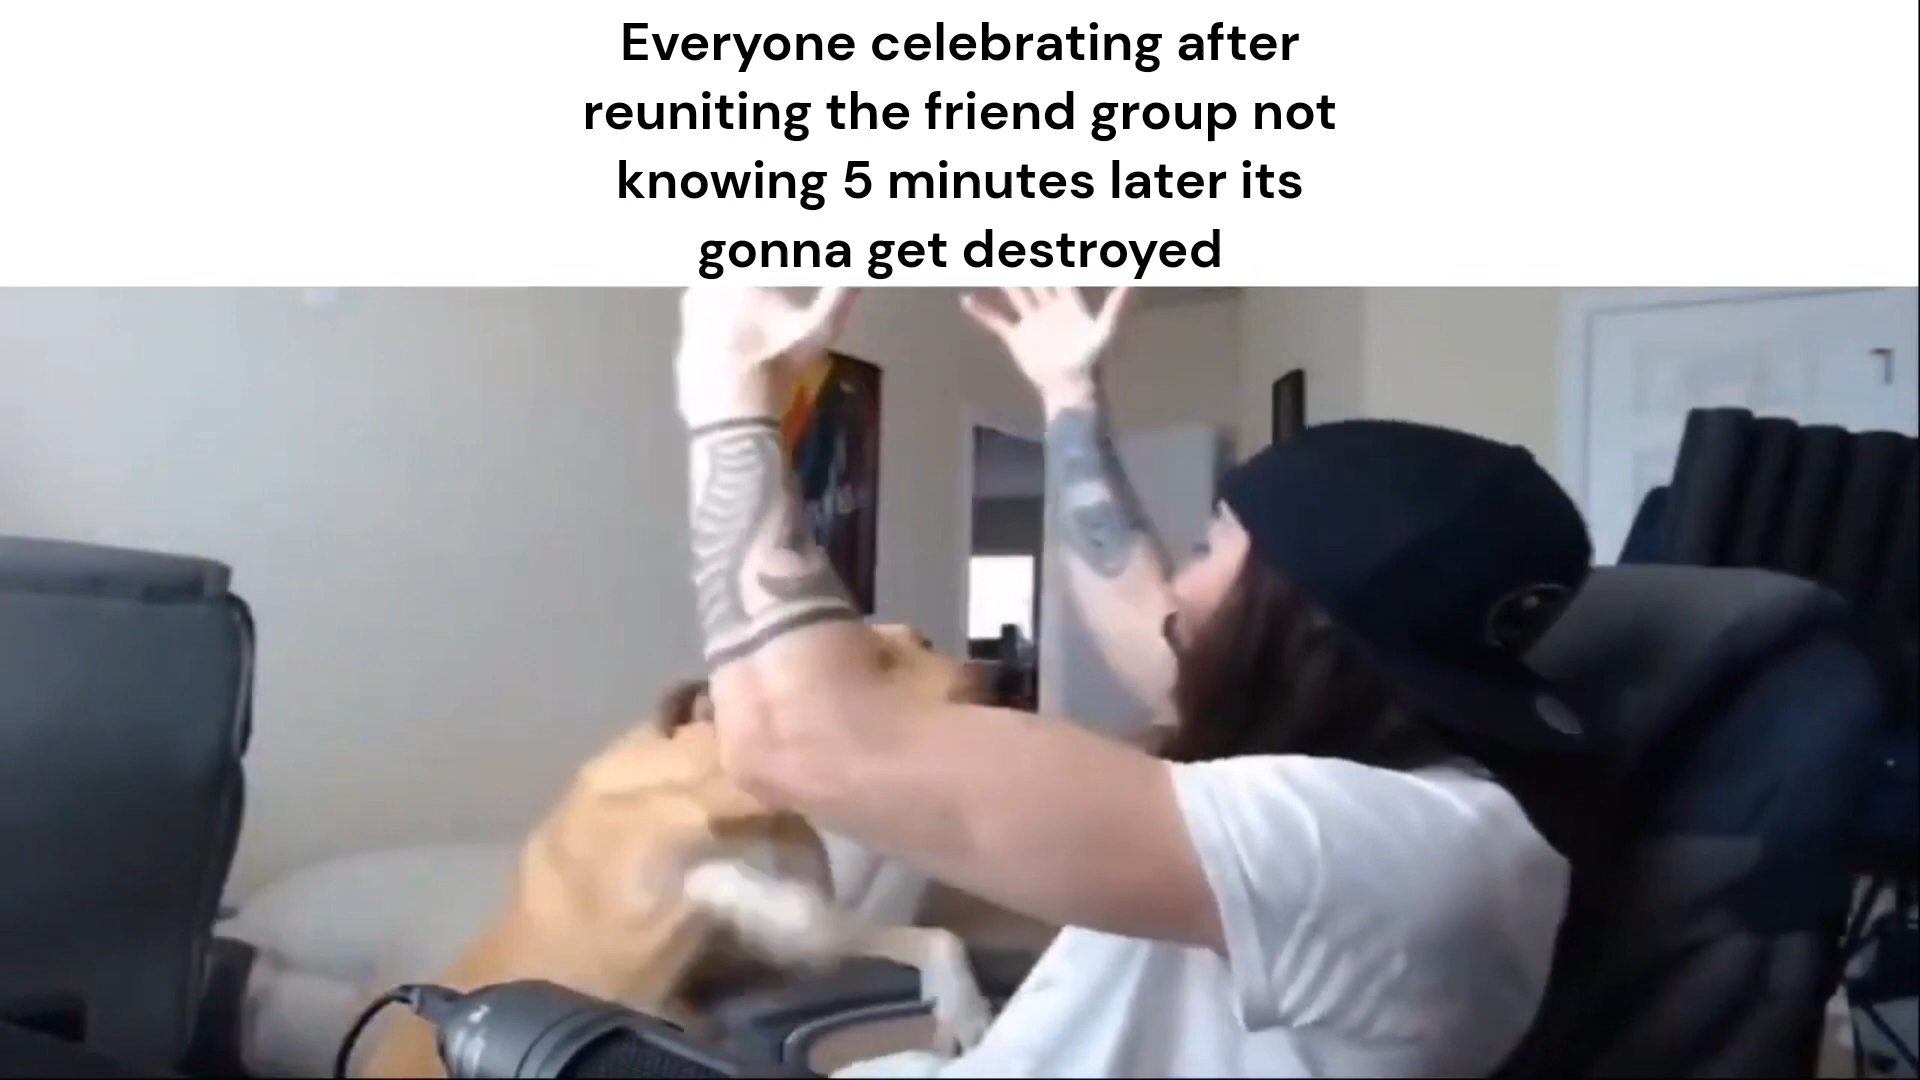 Everyone celebrating after
reuniting the friend group not
knowing 5 minutes later its
gonna get destroyed